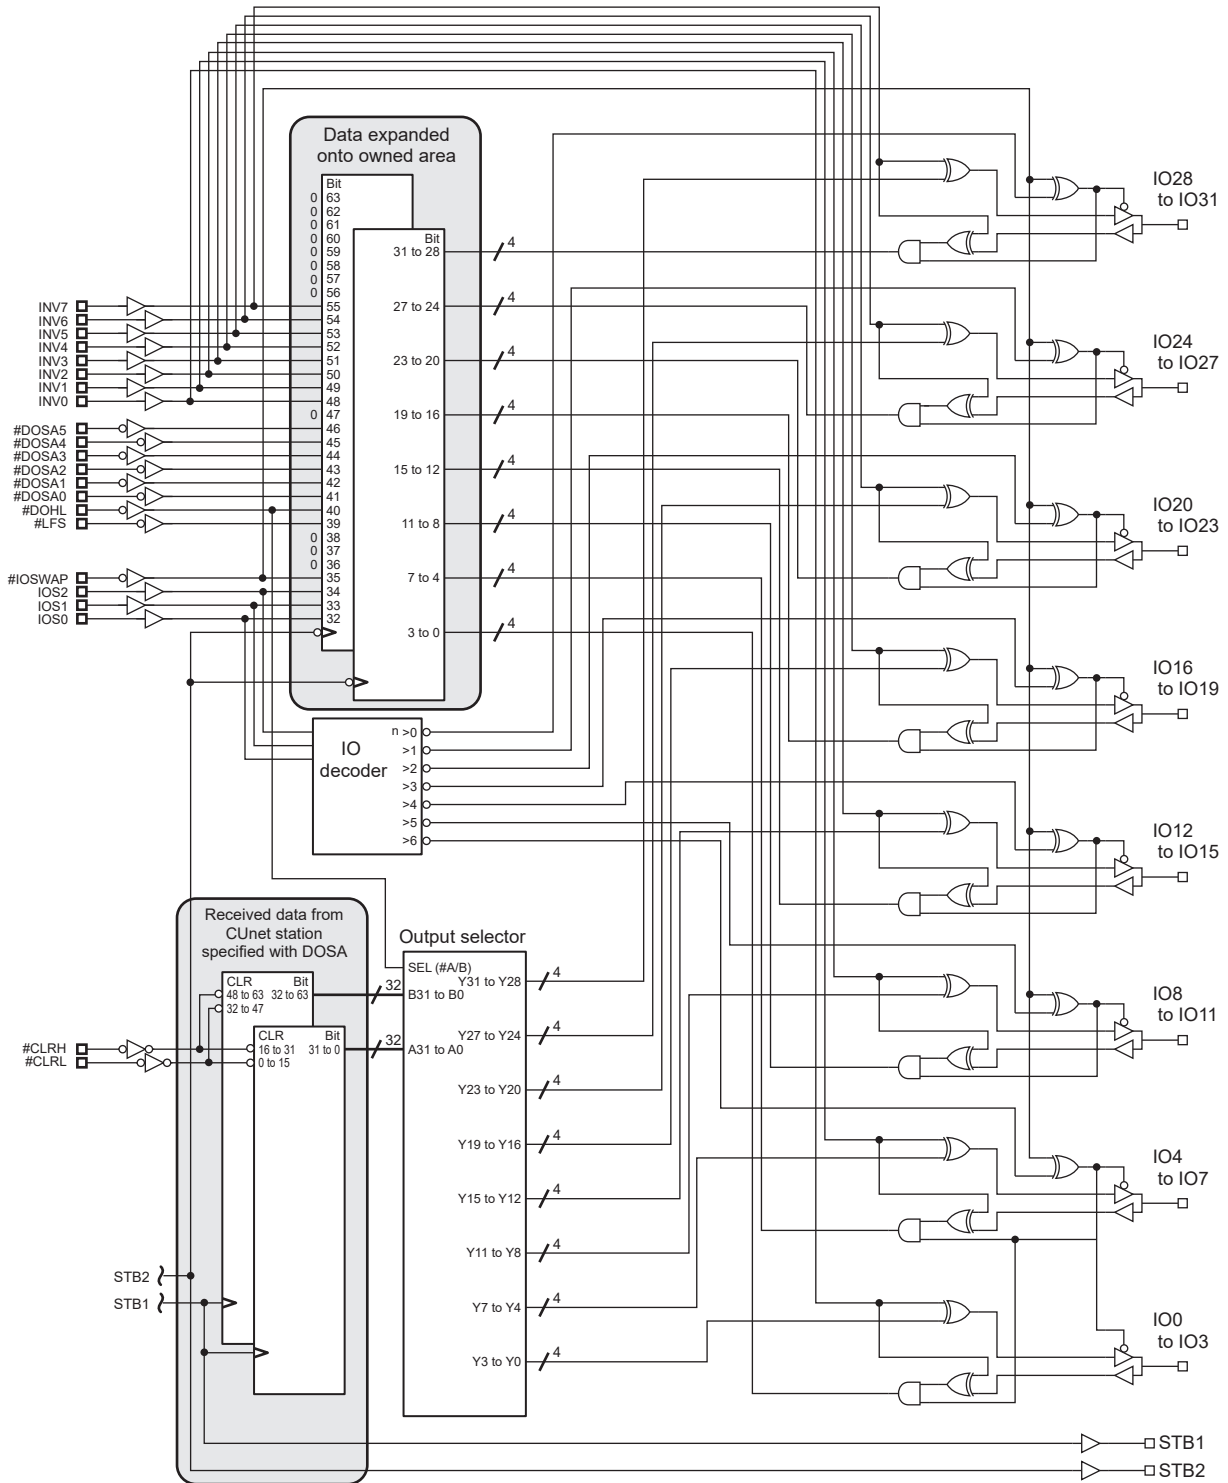 Data expanded
onto owned area
Bit
0 63
0 62
0 61
0 60
0 59
0 58
0 57
0 56
55
54
53
52
51
50
49
48
0 47
46
45
44
43
42
41
40
39
0 38
0 37
0 36
35
34
33
32
Bit
31 to 28
27 to 24
23 to 20
19 to 16
15 to 12
11 to 8
7 to 4
3 to 0
4
4
4
4
4
4
4
4
INV7
INV6
INV5
INV4
INV3
INV2
INV1
INV0
#DOSA5
#DOSA4
#DOSA3
#DOSA2
#DOSA1
#DOSA0
#DOHL
#LFS
#IOSWAP
IOS2
IOS1
IOS0
IO
decoder
n >0
>1
>2
>3
>4
>5
>6
Received data from
CUnet station
specified with DOSA
CLR Bit
48 to 63 32 to 63
32 to 47
CLR Bit
16 to 31 31 to 0
0 to 15
#CLRH
#CLRL
STB2
STB1
32
32
Output selector
SEL (#A/B)
B31 to B0
A31 to A0
Y31 to Y28
Y27 to Y24
Y23 to Y20
Y19 to Y16
Y15 to Y12
Y11 to Y8
Y7 to Y4
Y3 to Y0
4
4
4
4
4
4
4
4
IO28
to IO31
IO24
to IO27
IO20
to IO23
IO16
to IO19
IO12
to IO15
IO8
to IO11
IO4
to IO7
IO0
to IO3
STB1
STB2